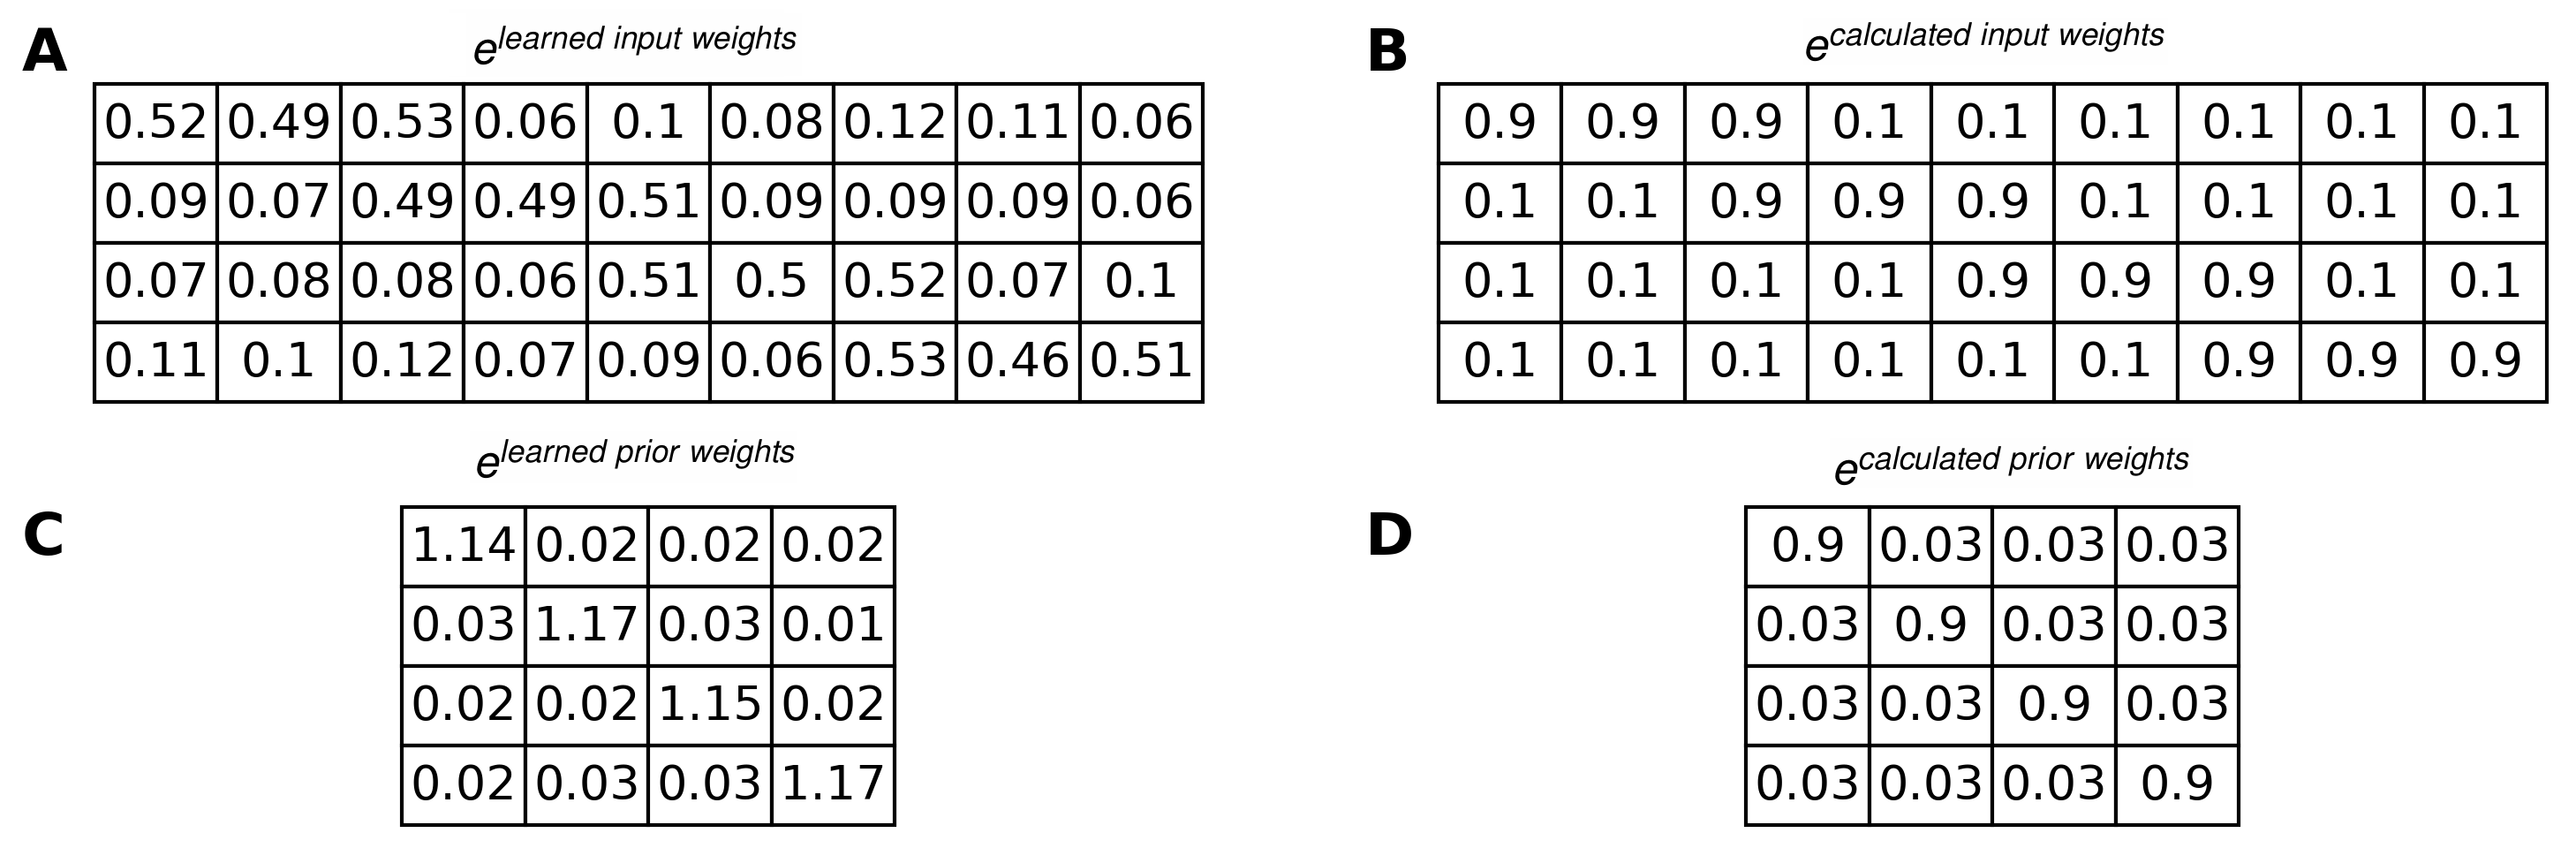 A
e^learned input weights
0.52 0.49 0.53 0.06 0.1 0.08 0.12 0.11 0.06
0.09 0.07 0.49 0.49 0.51 0.09 0.09 0.09 0.06
0.07 0.08 0.08 0.06 0.51 0.5 0.52 0.07 0.1
0.11 0.1 0.12 0.07 0.09 0.06 0.53 0.46 0.51
B
e^calculated input weights
0.9 0.9 0.9 0.1 0.1 0.1 0.1 0.1 0.1
0.1 0.1 0.9 0.9 0.9 0.1 0.1 0.1 0.1
0.1 0.1 0.1 0.1 0.9 0.9 0.9 0.1 0.1
0.1 0.1 0.1 0.1 0.1 0.1 0.9 0.9 0.9
C
e^learned prior weights
1.14 0.02 0.02 0.02
0.03 1.17 0.03 0.01
0.02 0.02 1.15 0.02
0.02 0.03 0.03 1.17
D
e^calculated prior weights
0.9 0.03 0.03 0.03
0.03 0.9 0.03 0.03
0.03 0.03 0.9 0.03
0.03 0.03 0.03 0.9